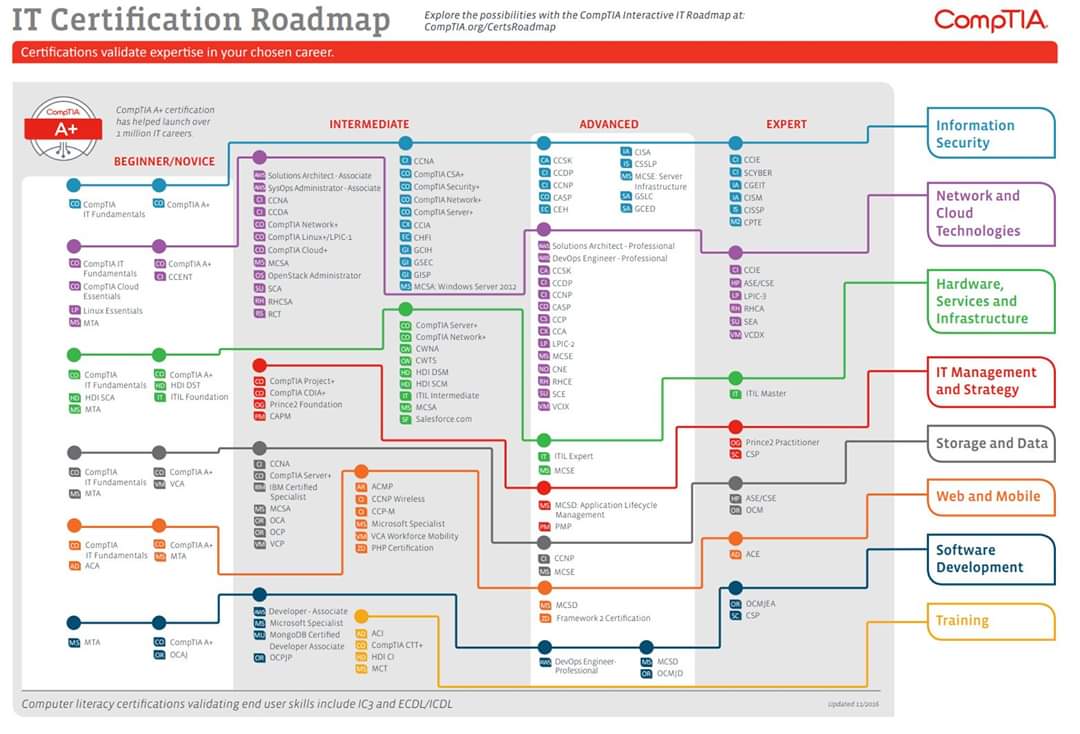 IT Certification Roadmap
Explore the possibilities with the CompTIA Interactive IT Roadmap at:
CompTIA.org/CertsRoadmap
CompTIA.
Certifications validate expertise in your chosen career.
CompTIA
A+
CompTIA A+ certification
has helped launch over
1 million IT careers.
BEGINNER/NOVICE
INTERMEDIATE
ADVANCED
EXPERT
Information
Security
CO CompTIA
IT Fundamentals
CO CompTIA A+
CI CCNA
CO CompTIA CSA+
CO CompTIA Security+
CO CompTIA Network+
CO CompTIA Server+
CX CCIA
EC CHFI
GI GCIH
GI GSEC
GI GISP
MS MCSA: Windows Server 2012
CA CCSK
CI CCDP
CI CCNP
CO CASP
EC CEH
IA CISA
IS CSSLP
MS MCSE: Server
Infrastructure
SA GSLC
SA GCED
CI CCIE
CI SCYBER
IA CGEIT
IA CISM
IS CISSP
M2 CPTE
Network and
Cloud
Technologies
CO CompTIA IT
Fundamentals
CO CompTIA Cloud
Essentials
LP Linux Essentials
MS MTA
CO CompTIA A+
CI CCENT
AWS Solutions Architect - Associate
AWS SysOps Administrator - Associate
CI CCNA
CI CCDA
CO CompTIA Network+
CO CompTIA Linux+/LPIC-1
CO CompTIA Cloud+
MS MCSA
OS OpenStack Administrator
SU SCA
RH RHCSA
RS RCT
AWS Solutions Architect - Professional
AWS DevOps Engineer - Professional
CA CCSK
CI CCDP
CI CCNP
CO CASP
CS CCP
CX CCA
LP LPIC-2
MS MCSE
NO CNE
RH RHCE
SU SCE
VM VCIX
CI CCIE
HP ASE/CSE
LP LPIC-3
RH RHCA
SU SEA
VM VCDX
Hardware,
Services and
Infrastructure
CO CompTIA
IT Fundamentals
HD HDI SCA
MS MTA
CO CompTIA A+
HD HDI DST
IT ITIL Foundation
CO CompTIA Server+
CO CompTIA Network+
CW CWNA
CW CWTS
HD HDI DSM
HD HDI SCM
IT ITIL Intermediate
MS MCSA
SF Salesforce.com
IT ITIL Expert
MS MCSE
IT ITIL Master
IT Management
and Strategy
CO CompTIA Project+
CO CompTIA CDIA+
OG Prince2 Foundation
PM CAPM
MS MCSD: Application Lifecycle
Management
PM PMP
OG Prince2 Practitioner
SC CSP
Storage and Data
CO CompTIA
IT Fundamentals
MS MTA
CO CompTIA A+
VM VCA
CI CCNA
CO CompTIA Server+
IBM IBM Certified
Specialist
MS MCSA
OR OCA
OR OCP
VM VCP
CI CCNP
MS MCSE
HP ASE/CSE
OR OCM
Web and Mobile
CO CompTIA
IT Fundamentals
AD ACA
CO CompTIA A+
MS MTA
AK ACMP
CI CCNP Wireless
CI CCP-M
MS Microsoft Specialist
VM VCA Workforce Mobility
ZD PHP Certification
MS MCSD
ZD Framework 2 Certification
AD ACE
Software
Development
MS MTA
CO CompTIA A+
OR OCAJ
AWS Developer - Associate
MS Microsoft Specialist
MU MongoDB Certified
Developer Associate
OR OCPJP
AWS DevOps Engineer-
Professional
MS MCSD
OR OCMJD
OR OCMJEA
SC CSP
Training
AD ACI
CO CompTIA CTT+
HD HDI CI
MS MCT
Computer literacy certifications validating end user skills include IC3 and ECDL/ICDL
Updated 11/2016